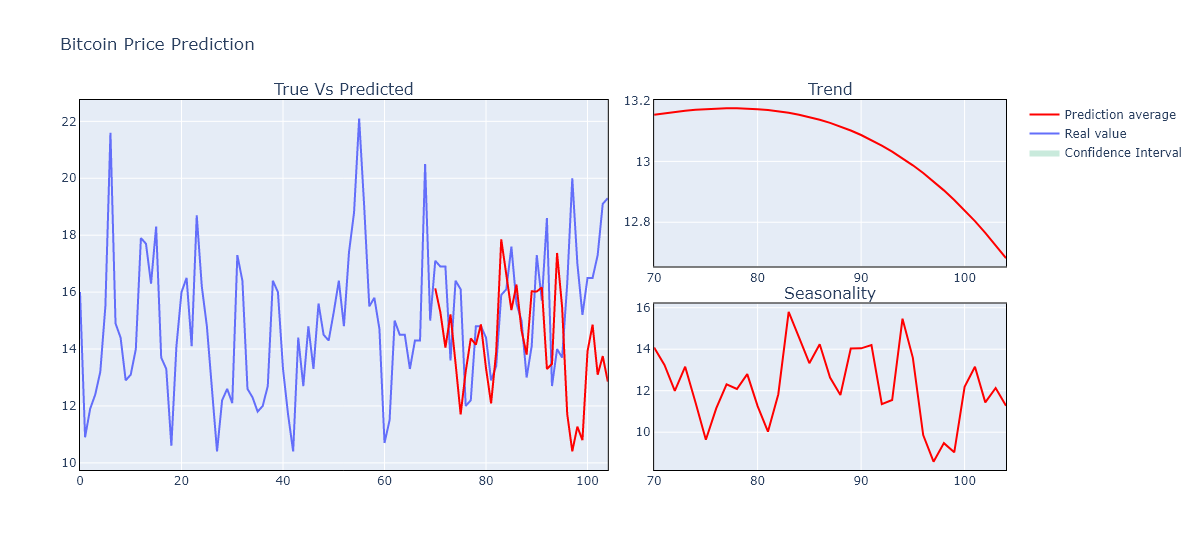 Bitcoin Price Prediction
True Vs Predicted
22
20
18
16
14
12
10
0 20 40 60 80 100
Trend
13.2
13
12.8
70 80 90 100
Seasonality
16
14
12
10
70 80 90 100
Prediction average
Real value
Confidence Interval